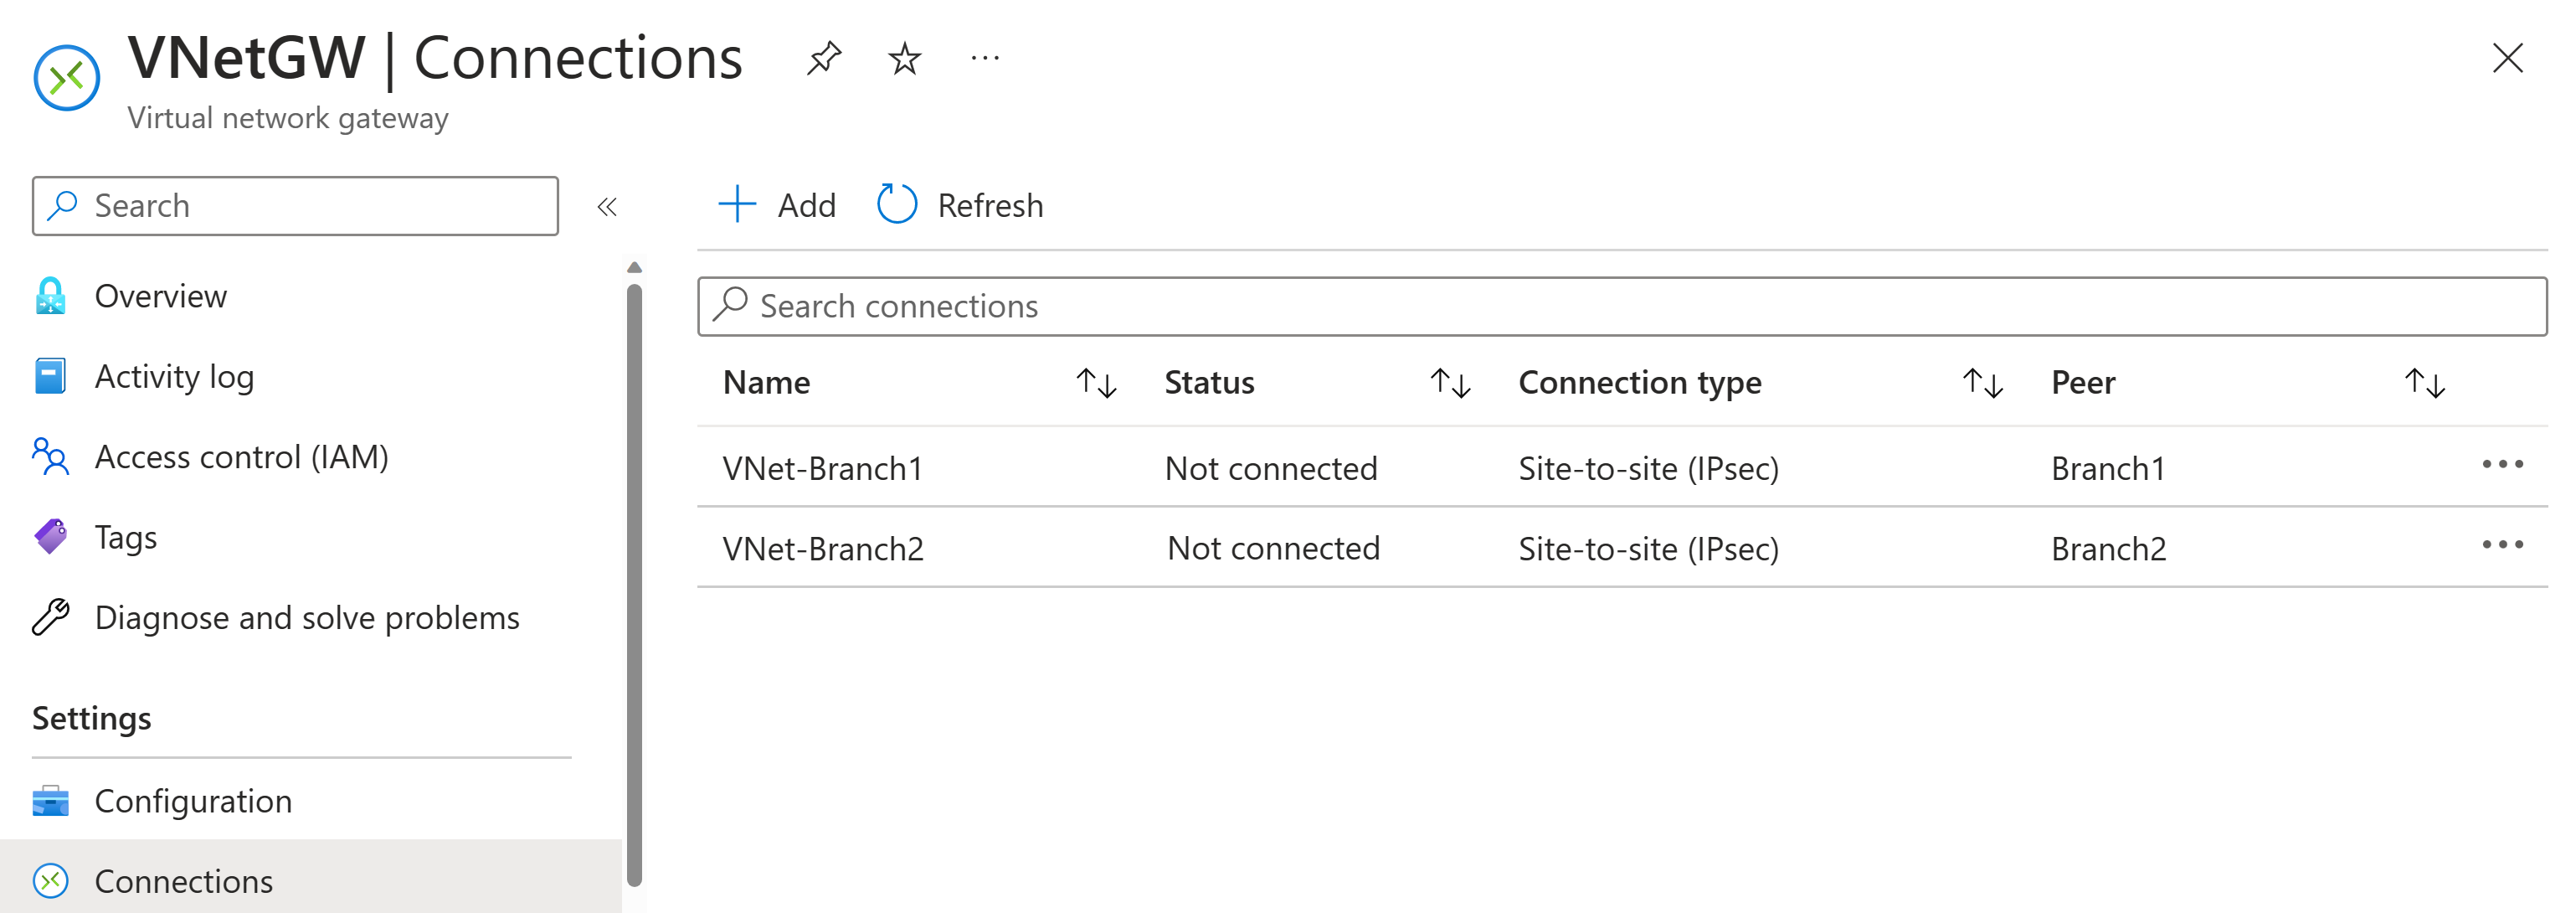 VNetGW | Connections
Virtual network gateway
Search
Overview
Activity log
Access control (IAM)
Tags
Diagnose and solve problems
Settings
Configuration
Connections
Add Refresh
Search connections
Name Status Connection type Peer
VNet-Branch1 Not connected Site-to-site (IPsec) Branch1
VNet-Branch2 Not connected Site-to-site (IPsec) Branch2